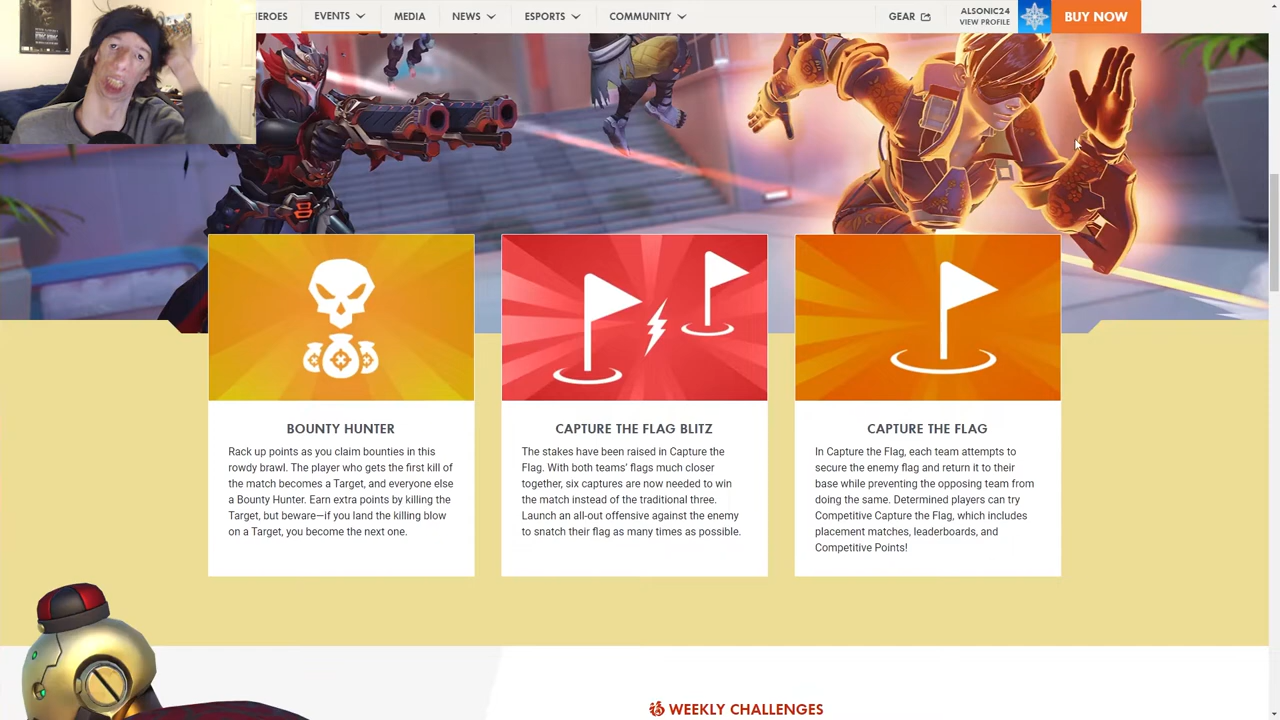 EROES
EVENTS
MEDIA
NEWS
ESPORTS
COMMUNITY
GEAR
ALSONIC24
VIEW PROFILE
BUY NOW
BOUNTY HUNTER
Rack up points as you claim bounties in this
rowdy brawl. The player who gets the first kill of
the match becomes a Target, and everyone else
a Bounty Hunter. Earn extra points by killing the
Target, but beware—if you land the killing blow
on a Target, you become the next one.
CAPTURE THE FLAG BLITZ
The stakes have been raised in Capture the
Flag. With both teams' flags much closer
together, six captures are now needed to win
the match instead of the traditional three.
Launch an all-out offensive against the enemy
to snatch their flag as many times as possible.
CAPTURE THE FLAG
In Capture the Flag, each team attempts to
secure the enemy flag and return it to their
base while preventing the opposing team from
doing the same. Determined players can try
Competitive Capture the Flag, which includes
placement matches, leaderboards, and
Competitive Points!
WEEKLY CHALLENGES